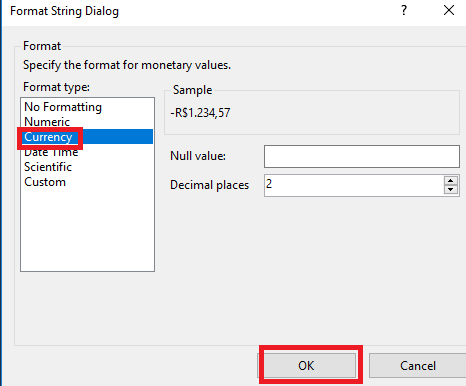 Format String Dialog
?
Format
Specify the format for monetary values.
Format type:
No Formatting
Numeric
Currency
Date Time
Scientific
Custom
Sample
-R$1.234,57
Null value:
Decimal places
2
OK
Cancel